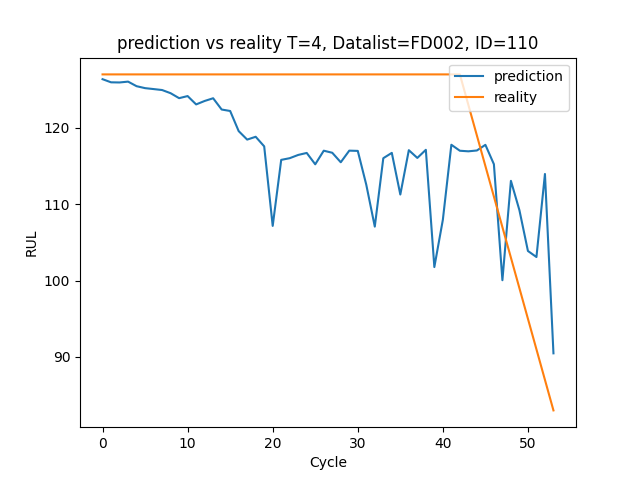 prediction vs reality T=4, Datalist=FD002, ID=110
prediction
reality
RUL
120
110
100
90
0 10 20 30 40 50
Cycle